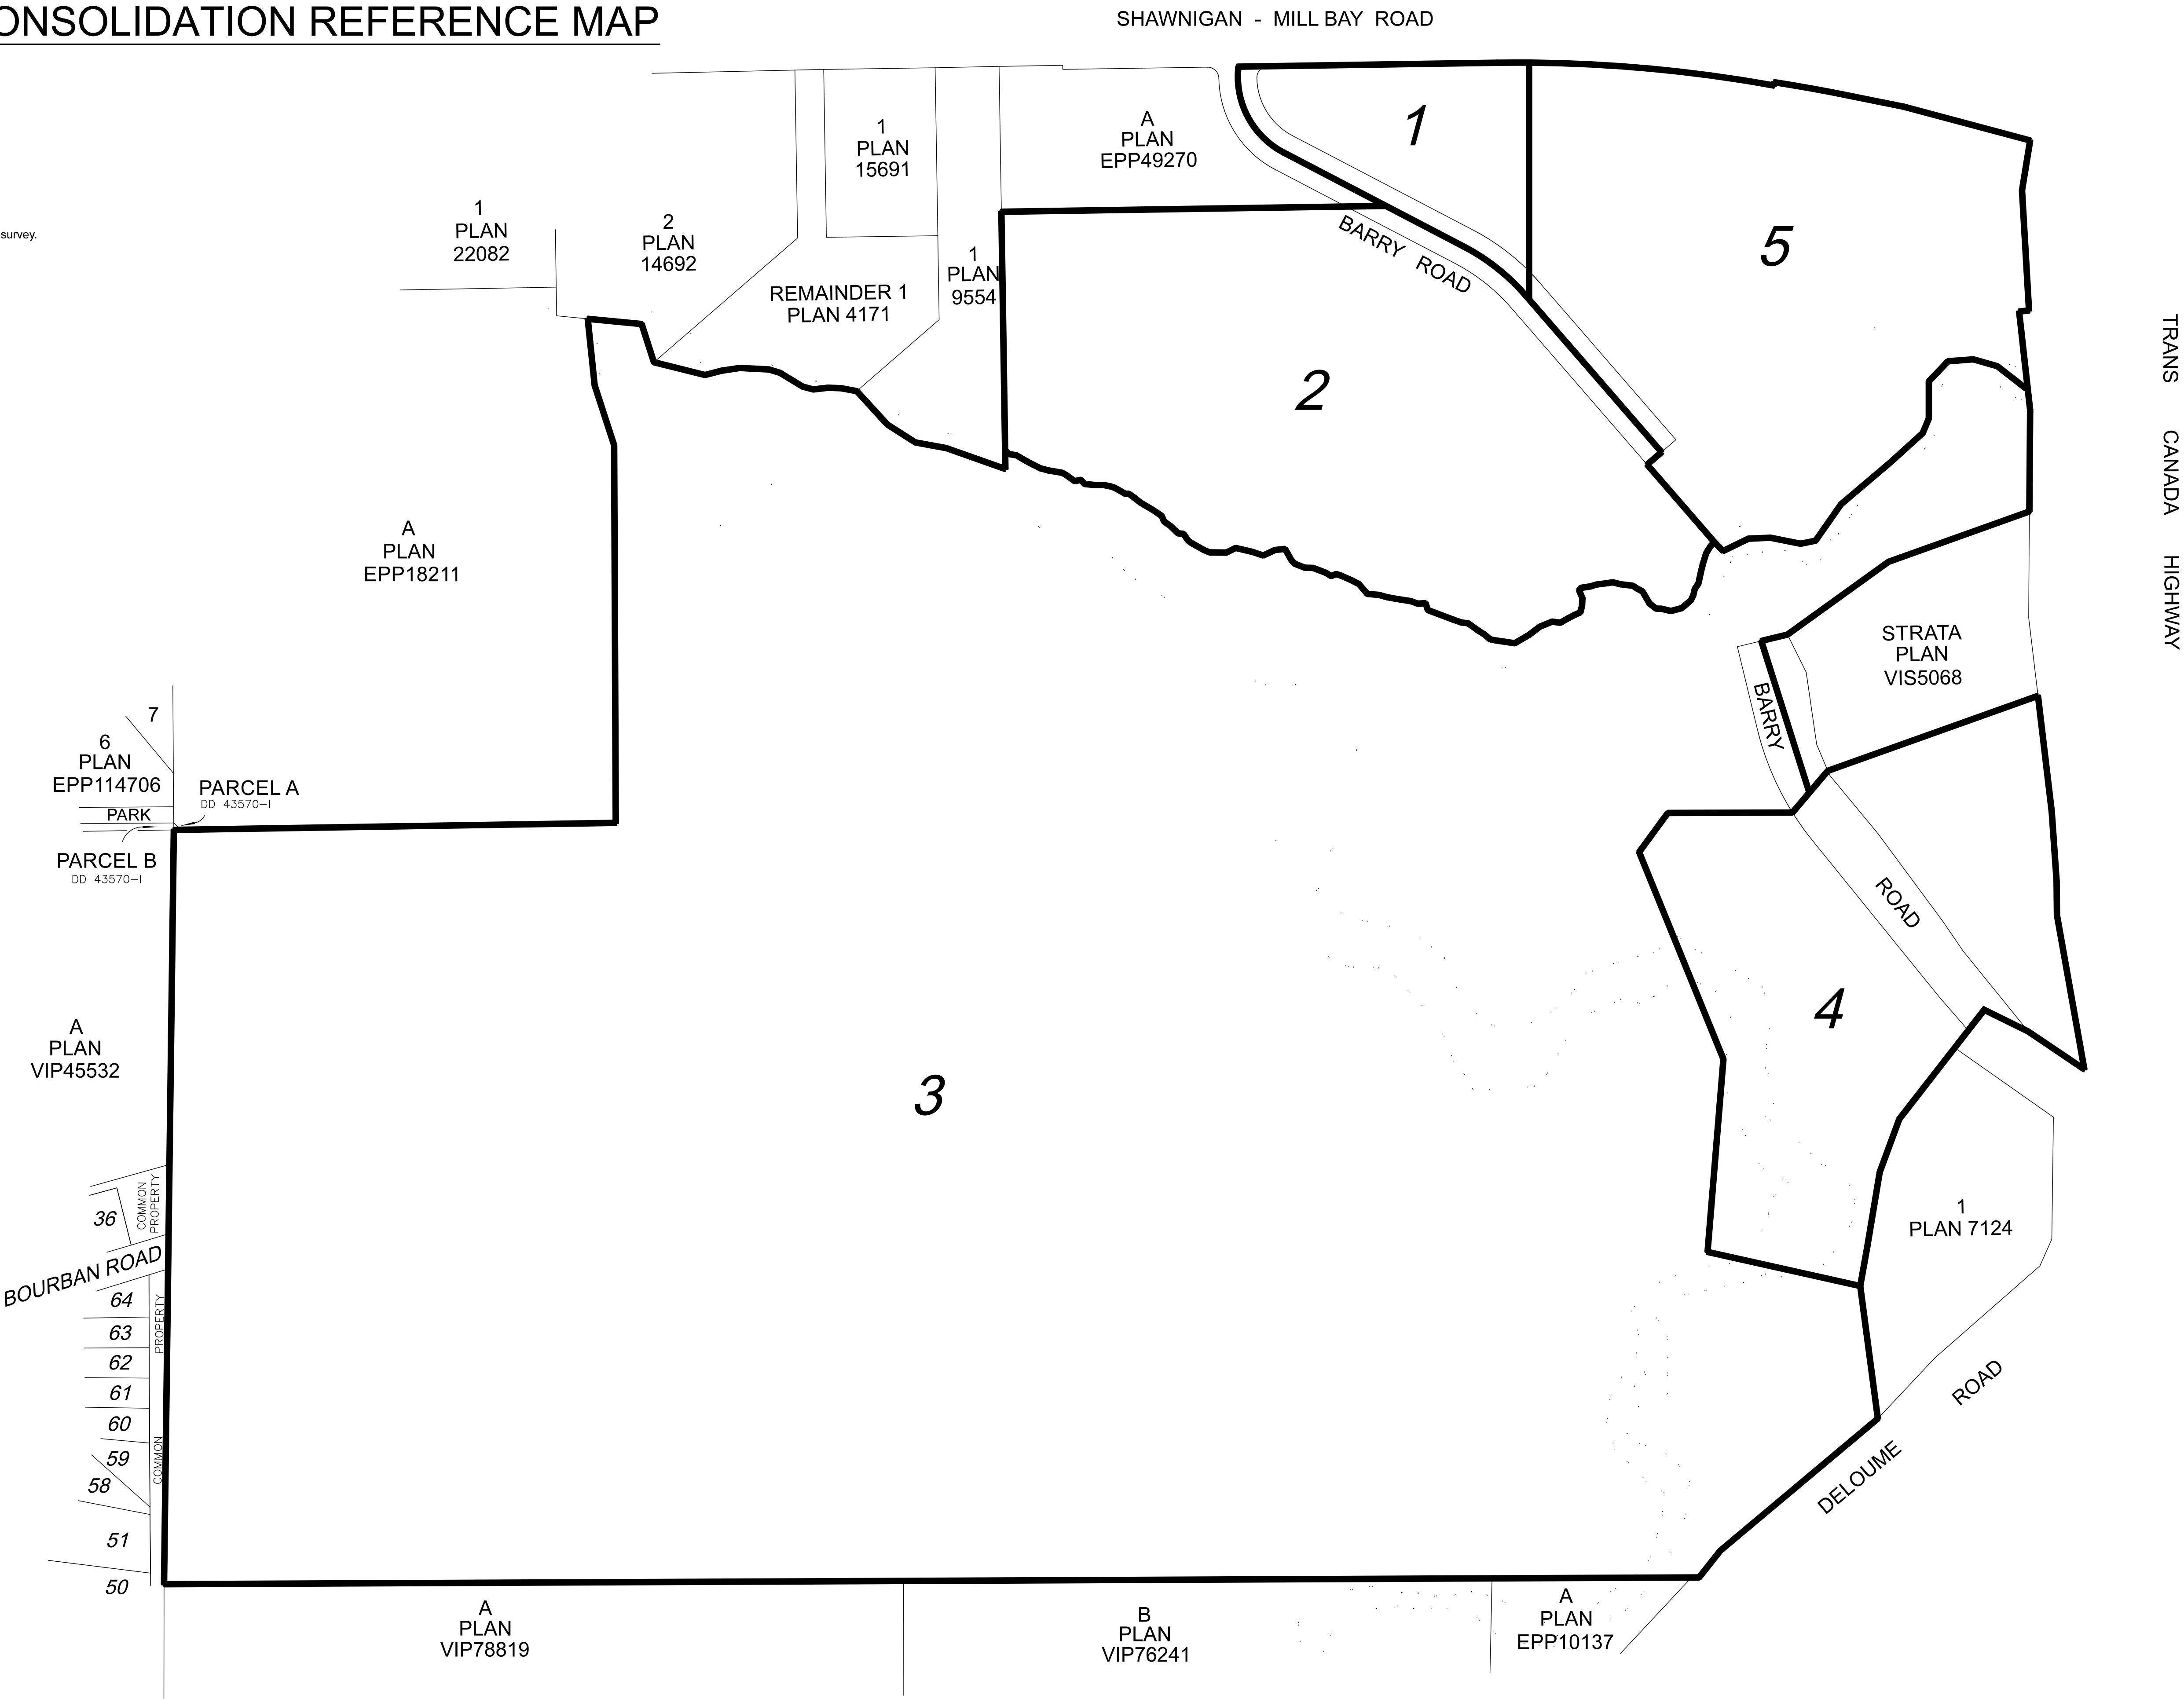 ONSOLIDATION REFERENCE MAP
SHAWNIGAN - MILL BAY ROAD
survey.
1
PLAN
22082
2
PLAN
14692
1
PLAN
15691
REMAINDER 1
PLAN 4171
1
PLAN
9554
A
PLAN
EPP49270
BARRY ROAD
1
5
2
TRANS CANADA HIGHWAY
A
PLAN
EPP18211
STRATA
PLAN
VIS5068
BARRY
ROAD
7
6
PLAN
EPP114706
PARK
PARCEL A
DD 43570-I
PARCEL B
DD 43570-I
A
PLAN
VIP45532
3
4
COMMON
PROPERTY
36
BOURBAN ROAD
64
63
62
61
60
59
58
51
50
COMMON PROPERTY
1
PLAN 7124
DELOUME ROAD
A
PLAN
VIP78819
B
PLAN
VIP76241
A
PLAN
EPP10137